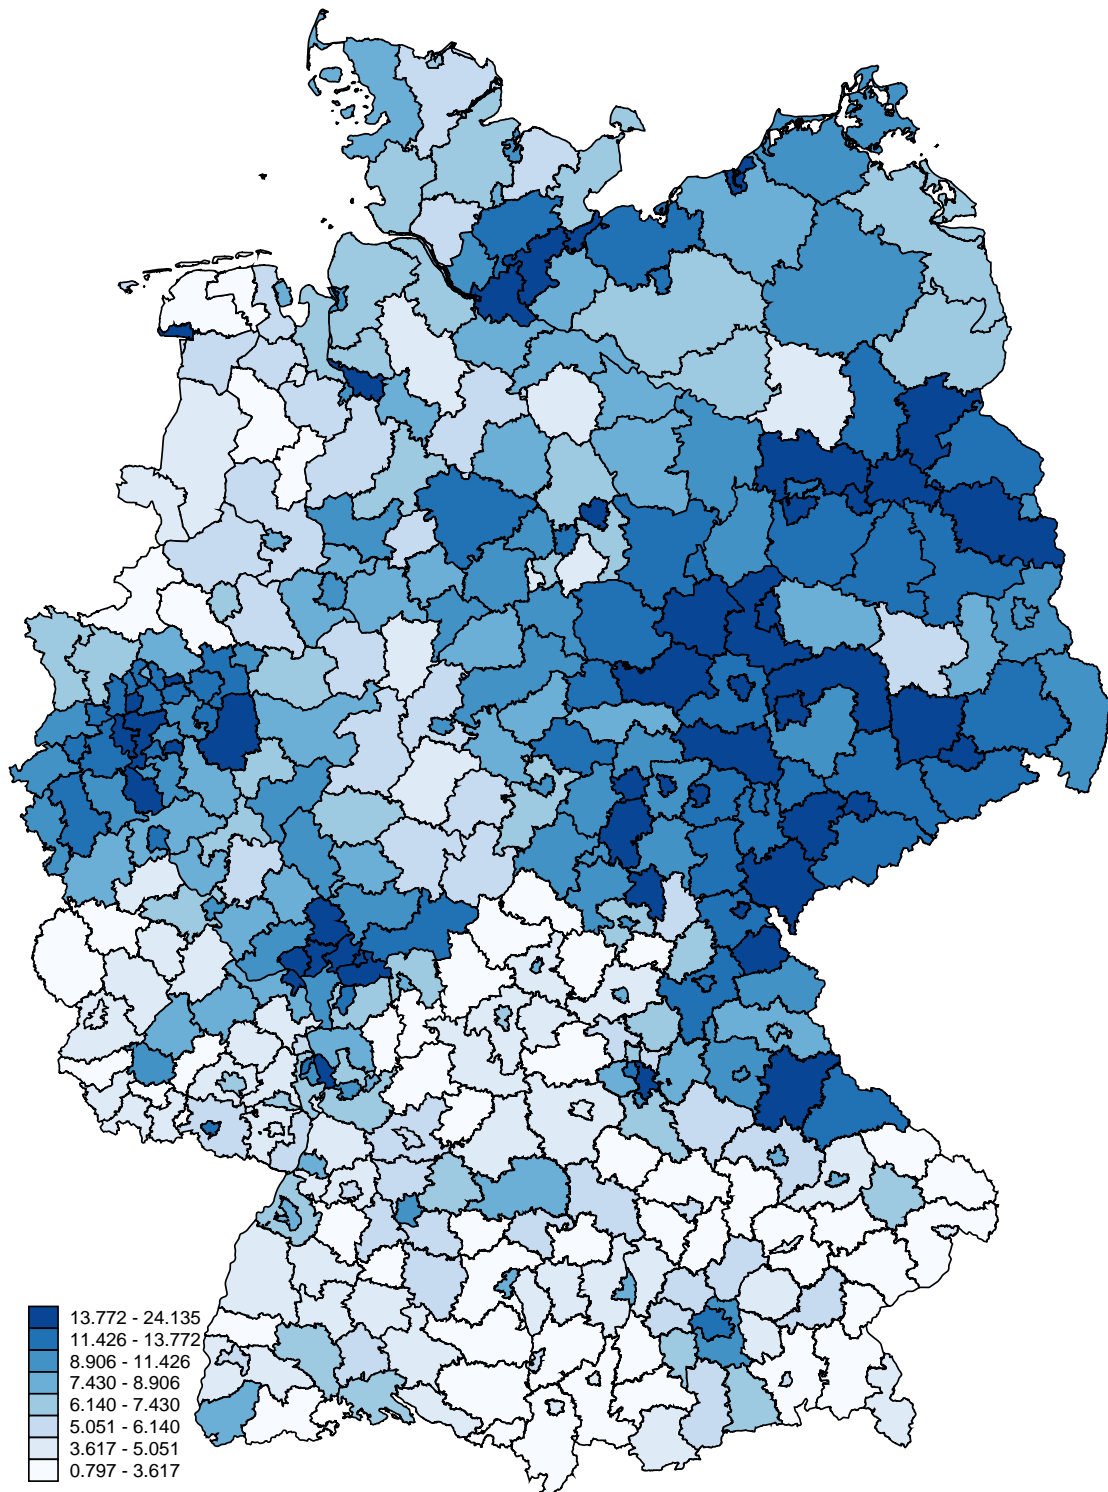 13.772 - 24.135
11.426 - 13.772
8.906 - 11.426
7.430 - 8.906
6.140 - 7.430
5.051 - 6.140
3.617 - 5.051
0.797 - 3.617